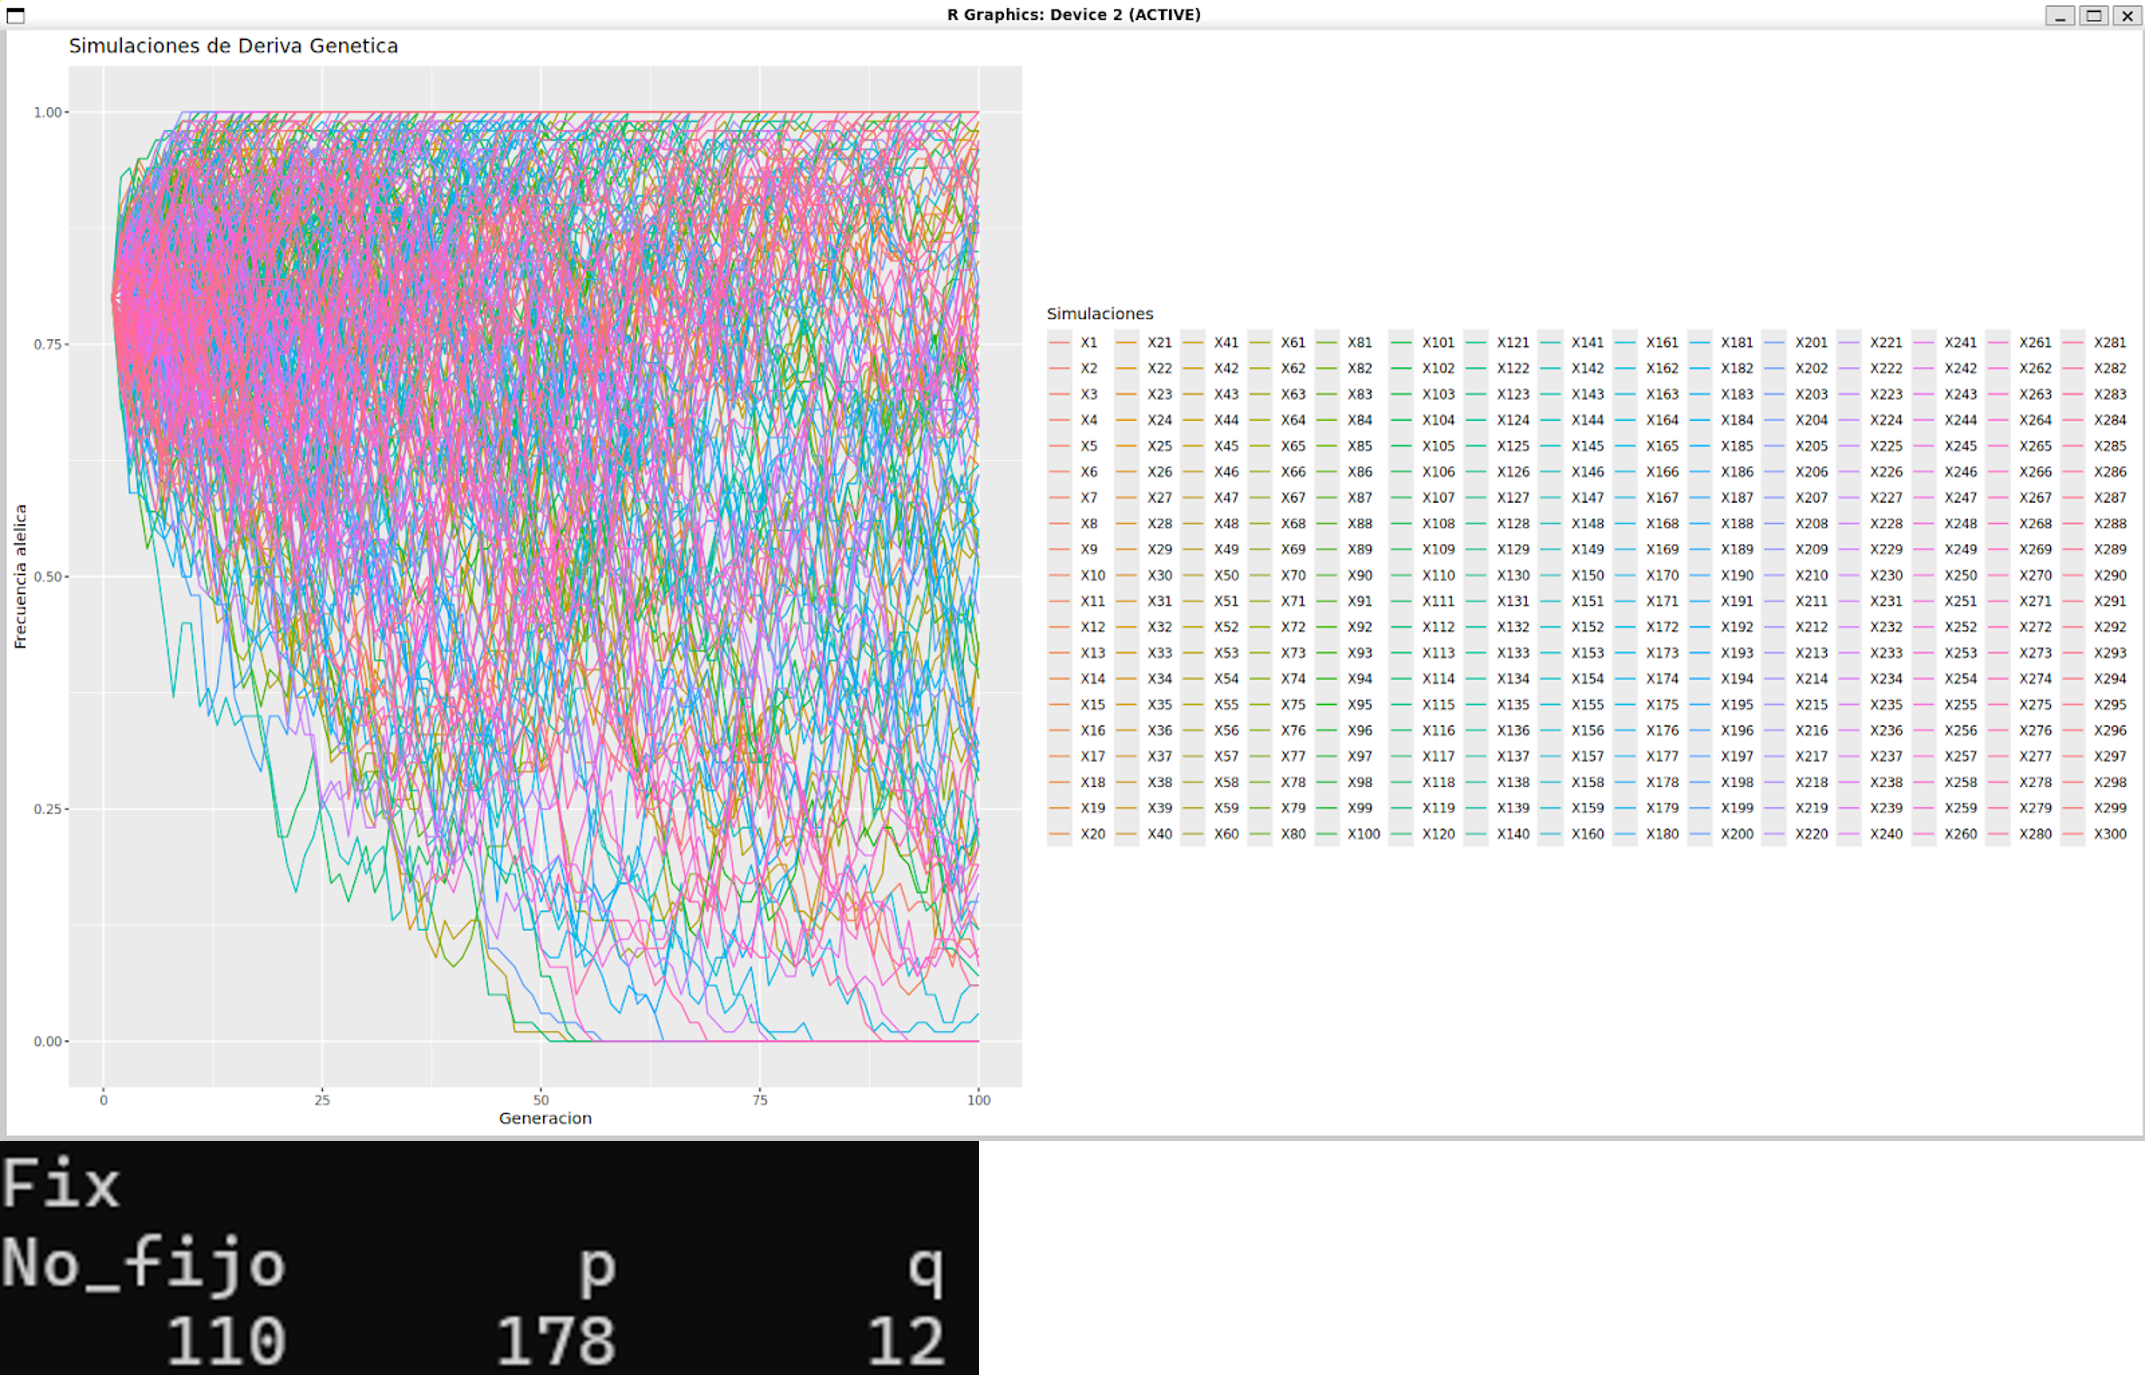 R Graphics: Device 2 (ACTIVE)
Simulaciones de Deriva Genetica
1.00
0.75
0.50
0.25
0.00
Frecuencia alelica
0 25 50 75 100
Generacion
Simulaciones
X1 X21 X41 X61 X81 X101 X121 X141 X161 X181 X201 X221 X241 X261 X281
X2 X22 X42 X62 X82 X102 X122 X142 X162 X182 X202 X222 X242 X262 X282
X3 X23 X43 X63 X83 X103 X123 X143 X163 X183 X203 X223 X243 X263 X283
X4 X24 X44 X64 X84 X104 X124 X144 X164 X184 X204 X224 X244 X264 X284
X5 X25 X45 X65 X85 X105 X125 X145 X165 X185 X205 X225 X245 X265 X285
X6 X26 X46 X66 X86 X106 X126 X146 X166 X186 X206 X226 X246 X266 X286
X7 X27 X47 X67 X87 X107 X127 X147 X167 X187 X207 X227 X247 X267 X287
X8 X28 X48 X68 X88 X108 X128 X148 X168 X188 X208 X228 X248 X268 X288
X9 X29 X49 X69 X89 X109 X129 X149 X169 X189 X209 X229 X249 X269 X289
X10 X30 X50 X70 X90 X110 X130 X150 X170 X190 X210 X230 X250 X270 X290
X11 X31 X51 X71 X91 X111 X131 X151 X171 X191 X211 X231 X251 X271 X291
X12 X32 X52 X72 X92 X112 X132 X152 X172 X192 X212 X232 X252 X272 X292
X13 X33 X53 X73 X93 X113 X133 X153 X173 X193 X213 X233 X253 X273 X293
X14 X34 X54 X74 X94 X114 X134 X154 X174 X194 X214 X234 X254 X274 X294
X15 X35 X55 X75 X95 X115 X135 X155 X175 X195 X215 X235 X255 X275 X295
X16 X36 X56 X76 X96 X116 X136 X156 X176 X196 X216 X236 X256 X276 X296
X17 X37 X57 X77 X97 X117 X137 X157 X177 X197 X217 X237 X257 X277 X297
X18 X38 X58 X78 X98 X118 X138 X158 X178 X198 X218 X238 X258 X278 X298
X19 X39 X59 X79 X99 X119 X139 X159 X179 X199 X219 X239 X259 X279 X299
X20 X40 X60 X80 X100 X120 X140 X160 X180 X200 X220 X240 X260 X280 X300
Fix
No_fijo p q
110 178 12